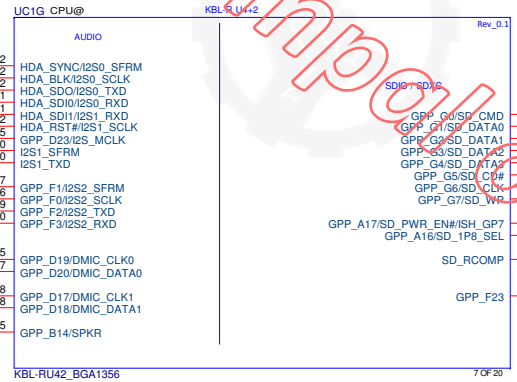 UC1G CPU@
KBL-R_U4+2
Rev_0.1
AUDIO
SDIO / SDXC
HDA_SYNC/I2S0_SFRM
HDA_BLK/I2S0_SCLK
HDA_SDO/I2S0_TXD
HDA_SDI0/I2S0_RXD
HDA_SDI1/I2S1_RXD
HDA_RST#/I2S1_SCLK
GPP_D23/I2S_MCLK
I2S1_SFRM
I2S1_TXD
GPP_F1/I2S2_SFRM
GPP_F0/I2S2_SCLK
GPP_F2/I2S2_TXD
GPP_F3/I2S2_RXD
GPP_D19/DMIC_CLK0
GPP_D20/DMIC_DATA0
GPP_D17/DMIC_CLK1
GPP_D18/DMIC_DATA1
GPP_B14/SPKR
GPP_G0/SD_CMD
GPP_G1/SD_DATA0
GPP_G2/SD_DATA1
GPP_G3/SD_DATA2
GPP_G4/SD_DATA3
GPP_G5/SD_CD#
GPP_G6/SD_CLK
GPP_G7/SD_WP
GPP_A17/SD_PWR_EN#/ISH_GP7
GPP_A16/SD_1P8_SEL
SD_RCOMP
GPP_F23
KBL-RU42_BGA1356
7 OF 20